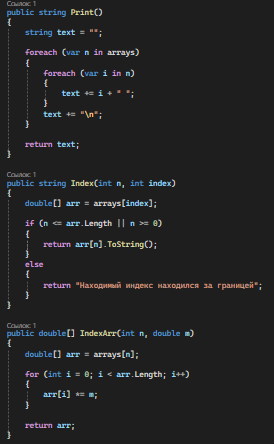 Ссылок: 1
public string Print()
{
string text = "";
foreach (var n in arrays)
{
foreach (var i in n)
{
text += i + " ";
}
text += "\n";
}
return text;
}
Ссылок: 1
public string Index(int n, int index)
{
double[] arr = arrays[index];
if (n <= arr.Length || n >= 0)
{
return arr[n].ToString();
}
else
{
return "Находимый индекс находился за границей";
}
}
Ссылок: 1
public double[] IndexArr(int n, double m)
{
double[] arr = arrays[n];
for (int i = 0; i < arr.Length; i++)
{
arr[i] *= m;
}
return arr;
}